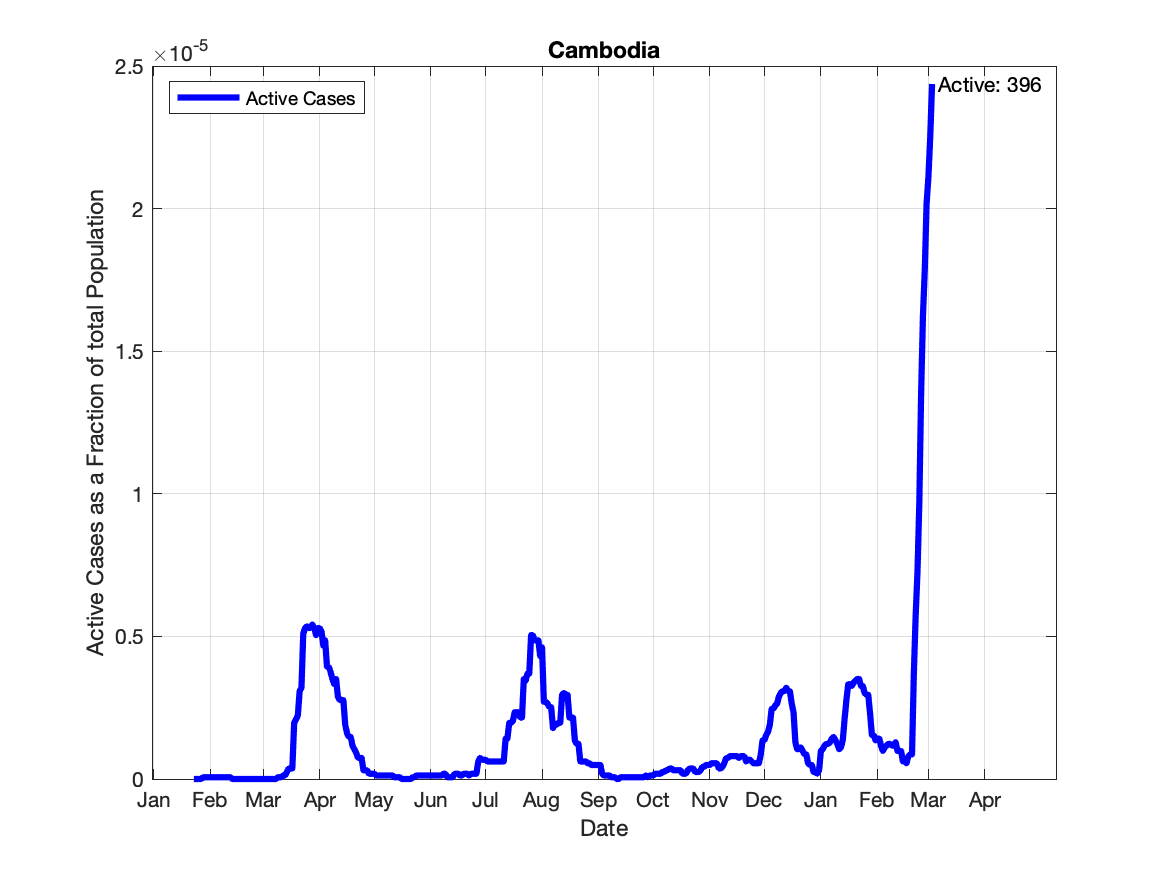 Cambodia
×10-5
2.5
2
1.5
1
0.5
0
Active Cases as a Fraction of total Population
Active Cases
Active: 396
Jan Feb Mar Apr May Jun Jul Aug Sep Oct Nov Dec Jan Feb Mar Apr
Date